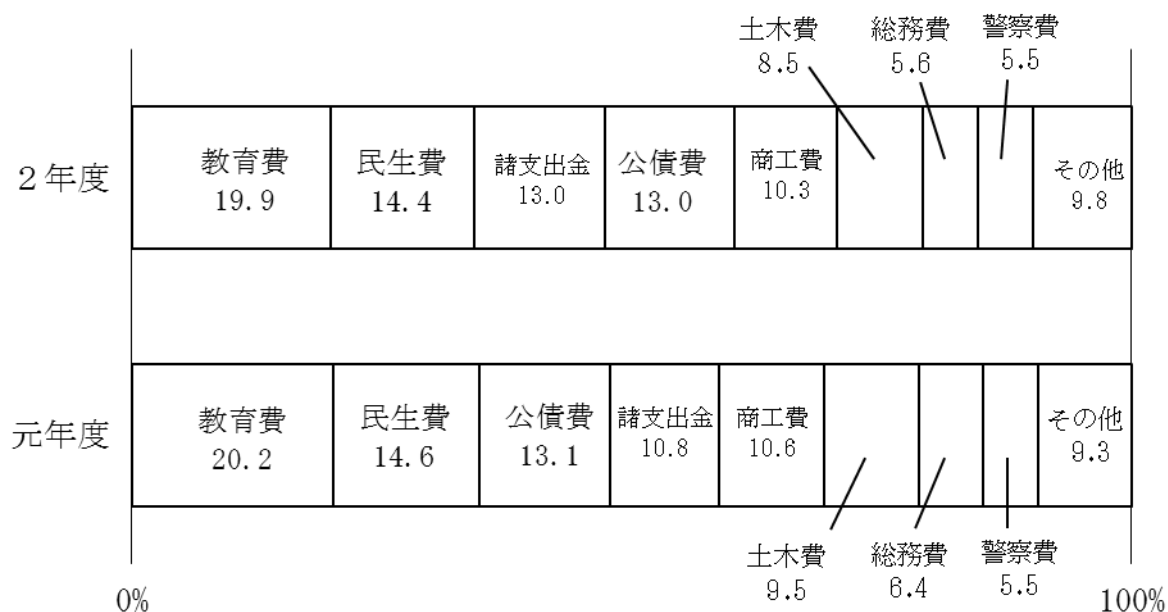 土木費 総務費 警察費
8.5 5.6 5.5
２年度
教育費 民生費 諸支出金 公債費 商工費 その他
19.9 14.4 13.0 13.0 10.3 9.8
元年度
教育費 民生費 公債費 諸支出金 商工費 その他
20.2 14.6 13.1 10.8 10.6 9.3
土木費 総務費 警察費
9.5 6.4 5.5
0% 100%